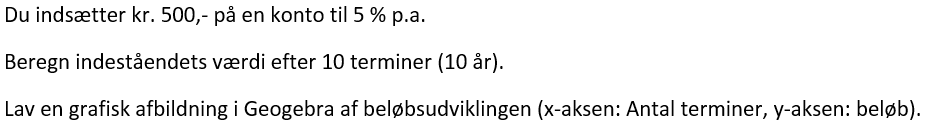 Du indsætter kr. 500,- på en konto til 5 % p.a.
Beregn indeståendets værdi efter 10 terminer (10 år).
Lav en grafisk afbildning i Geogebra af beløbsudviklingen (x-aksen: Antal terminer, y-aksen: beløb).